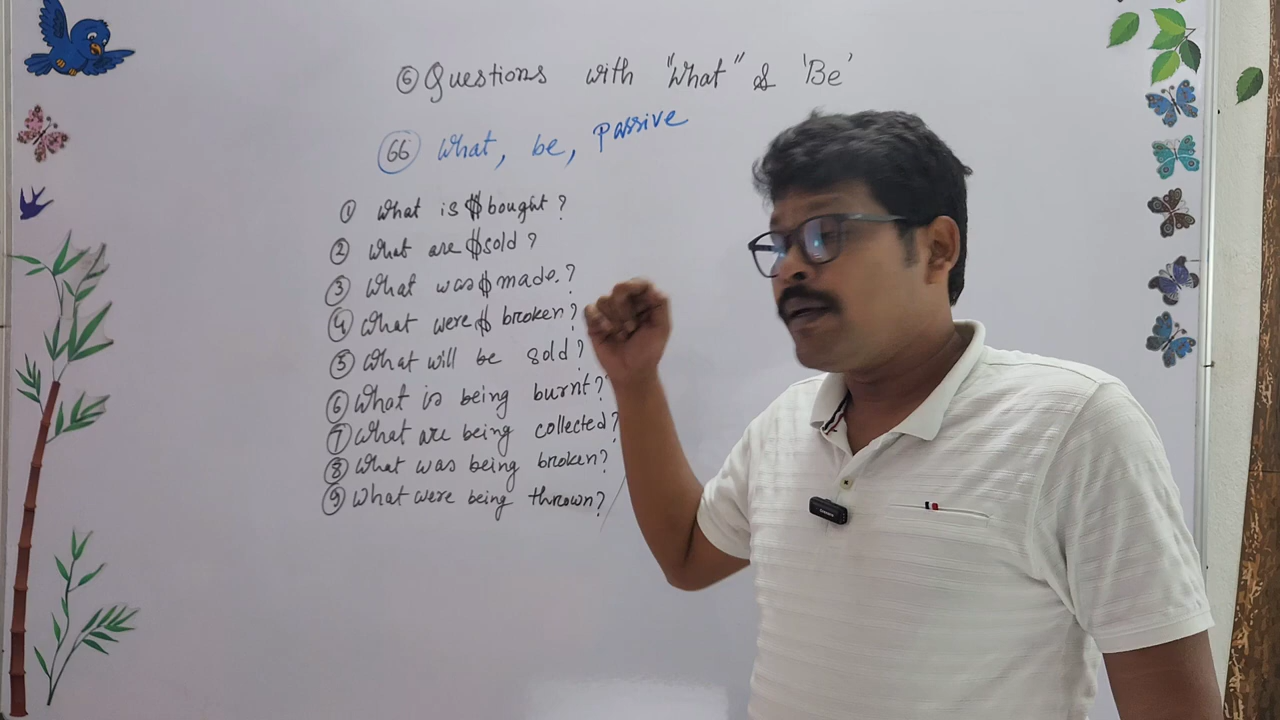 ⑥ Questions with "What" & 'Be'
66 What, be, passive
① What is $ bought?
② What are $ sold?
③ What was $ made.?
④ What were $ broken?
⑤ What will be sold?
⑥ What is being burnt?
⑦ What are being collected?
⑧ What was being broken?
⑨ What were being thrown?